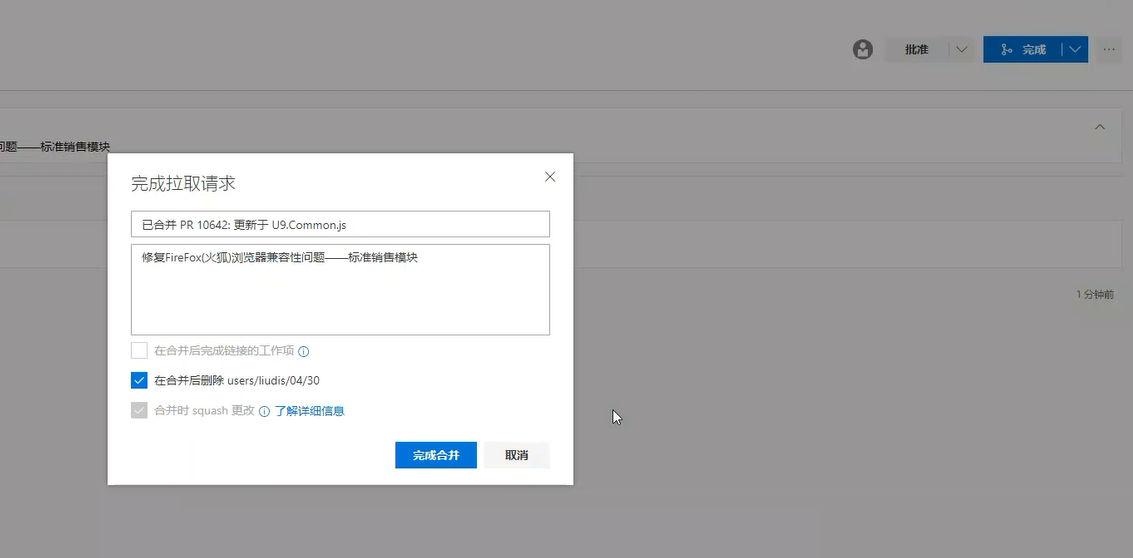 批准
完成
问题——标准销售模块
完成拉取请求
已合并 PR 10642: 更新于 U9.Common.js
修复FireFox(火狐)浏览器兼容性问题——标准销售模块
1 分钟前
在合并后完成链接的工作项
在合并后删除 users/liudis/04/30
合并时 squash 更改 了解详细信息
完成合并 取消